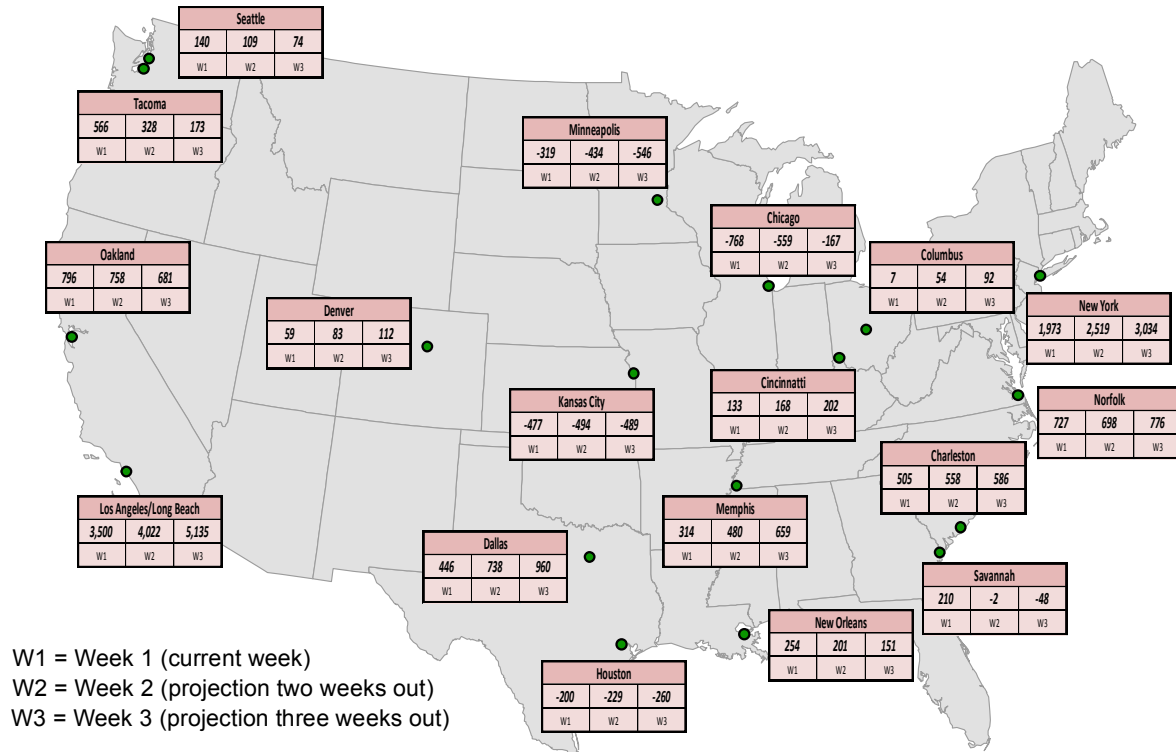 Seattle
140 109 74
W1 W2 W3
Tacoma
566 328 173
W1 W2 W3
Minneapolis
-319 -434 -546
W1 W2 W3
Chicago
-768 -559 -167
W1 W2 W3
Oakland
796 758 681
W1 W2 W3
Columbus
7 54 92
W1 W2 W3
Denver
59 83 112
W1 W2 W3
New York
1,973 2,519 3,034
W1 W2 W3
Cincinnatti
133 168 202
W1 W2 W3
Kansas City
-477 -494 -489
W1 W2 W3
Norfolk
727 698 776
W1 W2 W3
Charleston
505 558 586
W1 W2 W3
Los Angeles/Long Beach
3,500 4,022 5,135
W1 W2 W3
Memphis
314 480 659
W1 W2 W3
Dallas
446 738 960
W1 W2 W3
Savannah
210 -2 -48
W1 W2 W3
New Orleans
254 201 151
W1 W2 W3
Houston
-200 -229 -260
W1 W2 W3
W1 = Week 1 (current week)
W2 = Week 2 (projection two weeks out)
W3 = Week 3 (projection three weeks out)